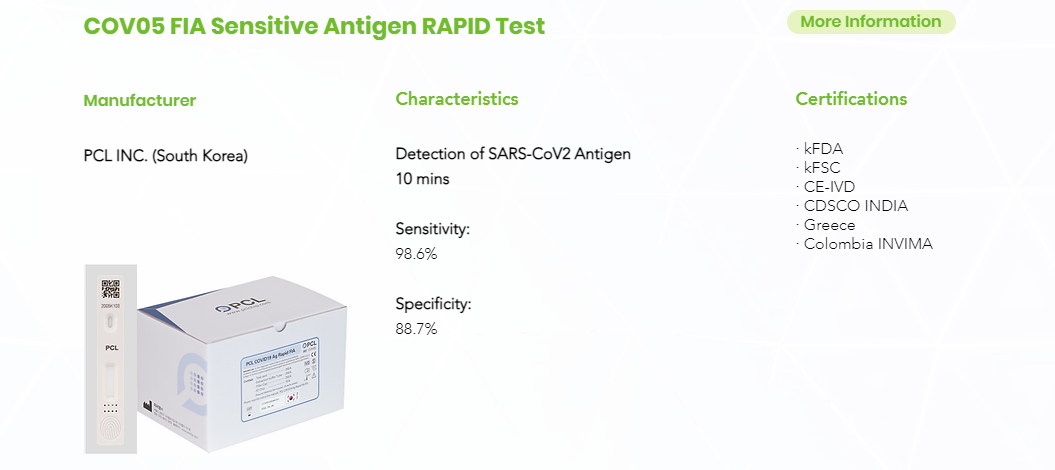 COV05 FIA Sensitive Antigen RAPID Test
More Information
Manufacturer
PCL INC. (South Korea)
Characteristics
Detection of SARS-CoV2 Antigen
10 mins
Sensitivity:
98.6%
Specificity:
88.7%
Certifications
· kFDA
· kFSC
· CE-IVD
· CDSCO INDIA
· Greece
· Colombia INVIMA
PCL
PCL
PCL
PCL COVID19 Ag Rapid FIA